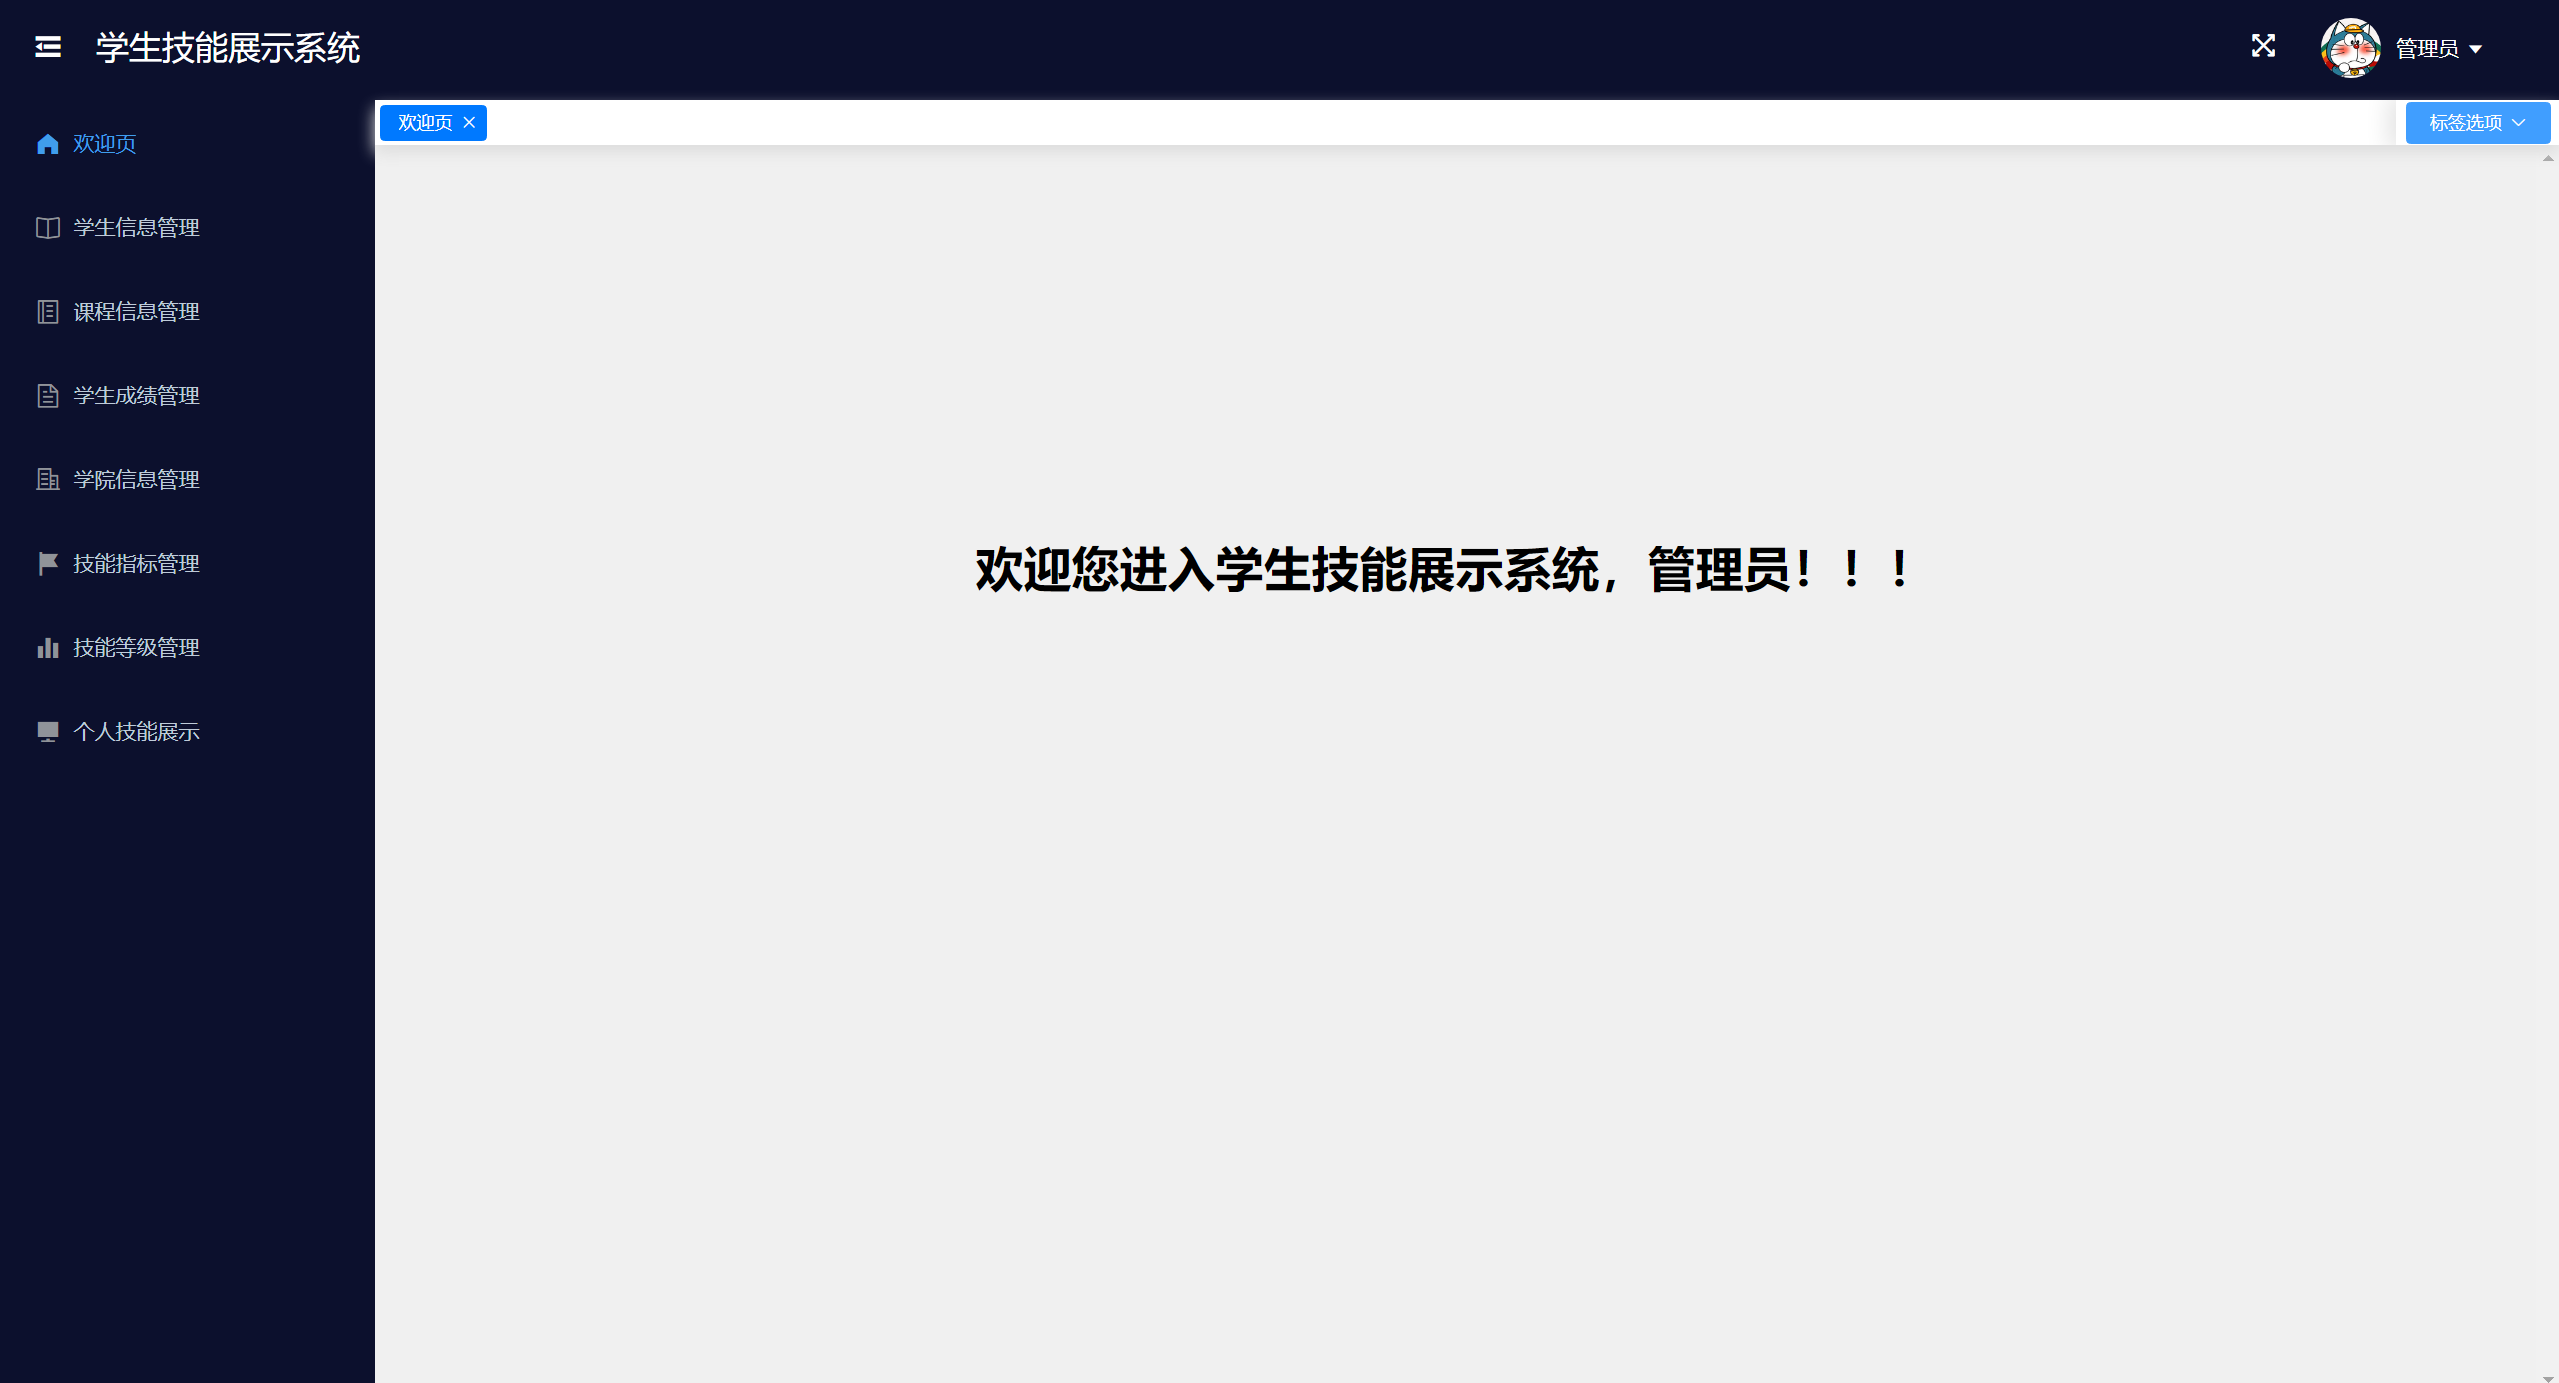 学生技能展示系统
管理员
欢迎页
学生信息管理
课程信息管理
学生成绩管理
学院信息管理
技能指标管理
技能等级管理
个人技能展示
欢迎页
标签选项
欢迎您进入学生技能展示系统，管理员！！！